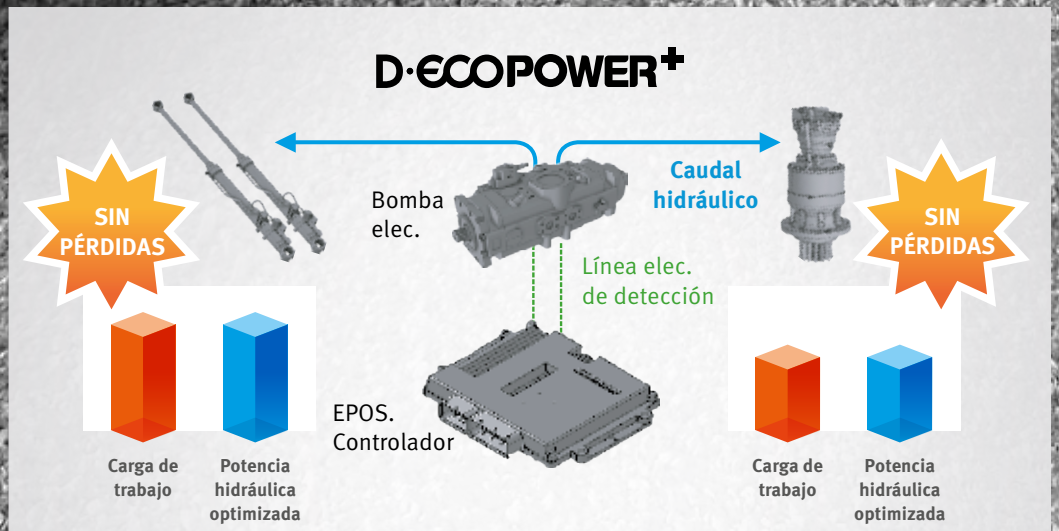 D·ECOPOWER+
SIN
PÉRDIDAS
Bomba
elec.
Caudal
hidráulico
SIN
PÉRDIDAS
Línea elec.
de detección
EPOS.
Controlador
Carga de
trabajo
Potencia
hidráulica
optimizada
Carga de
trabajo
Potencia
hidráulica
optimizada